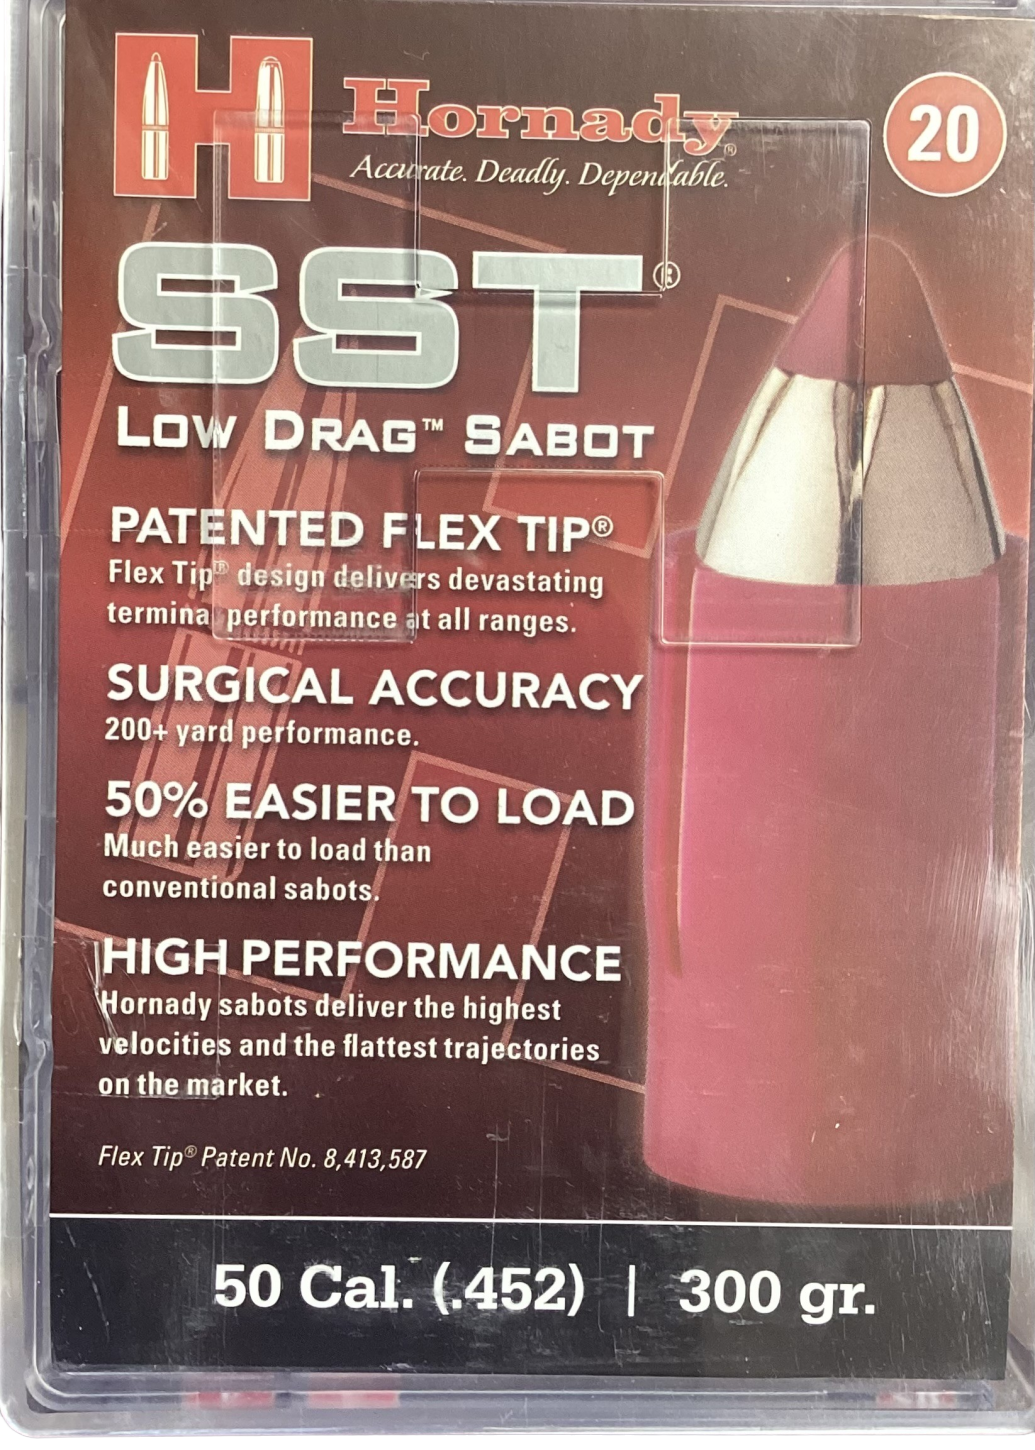 H Hornady®
20
Accurate. Deadly. Dependable.
SST®
LOW DRAG™ SABOT
PATENTED FLEX TIP®
Flex Tip® design delivers devastating
terminal performance at all ranges.
SURGICAL ACCURACY
200+ yard performance.
50% EASIER TO LOAD
Much easier to load than
conventional sabots.
HIGH PERFORMANCE
Hornady sabots deliver the highest
velocities and the flattest trajectories
on the market.
Flex Tip® Patent No. 8,413,587
50 Cal. (.452) | 300 gr.